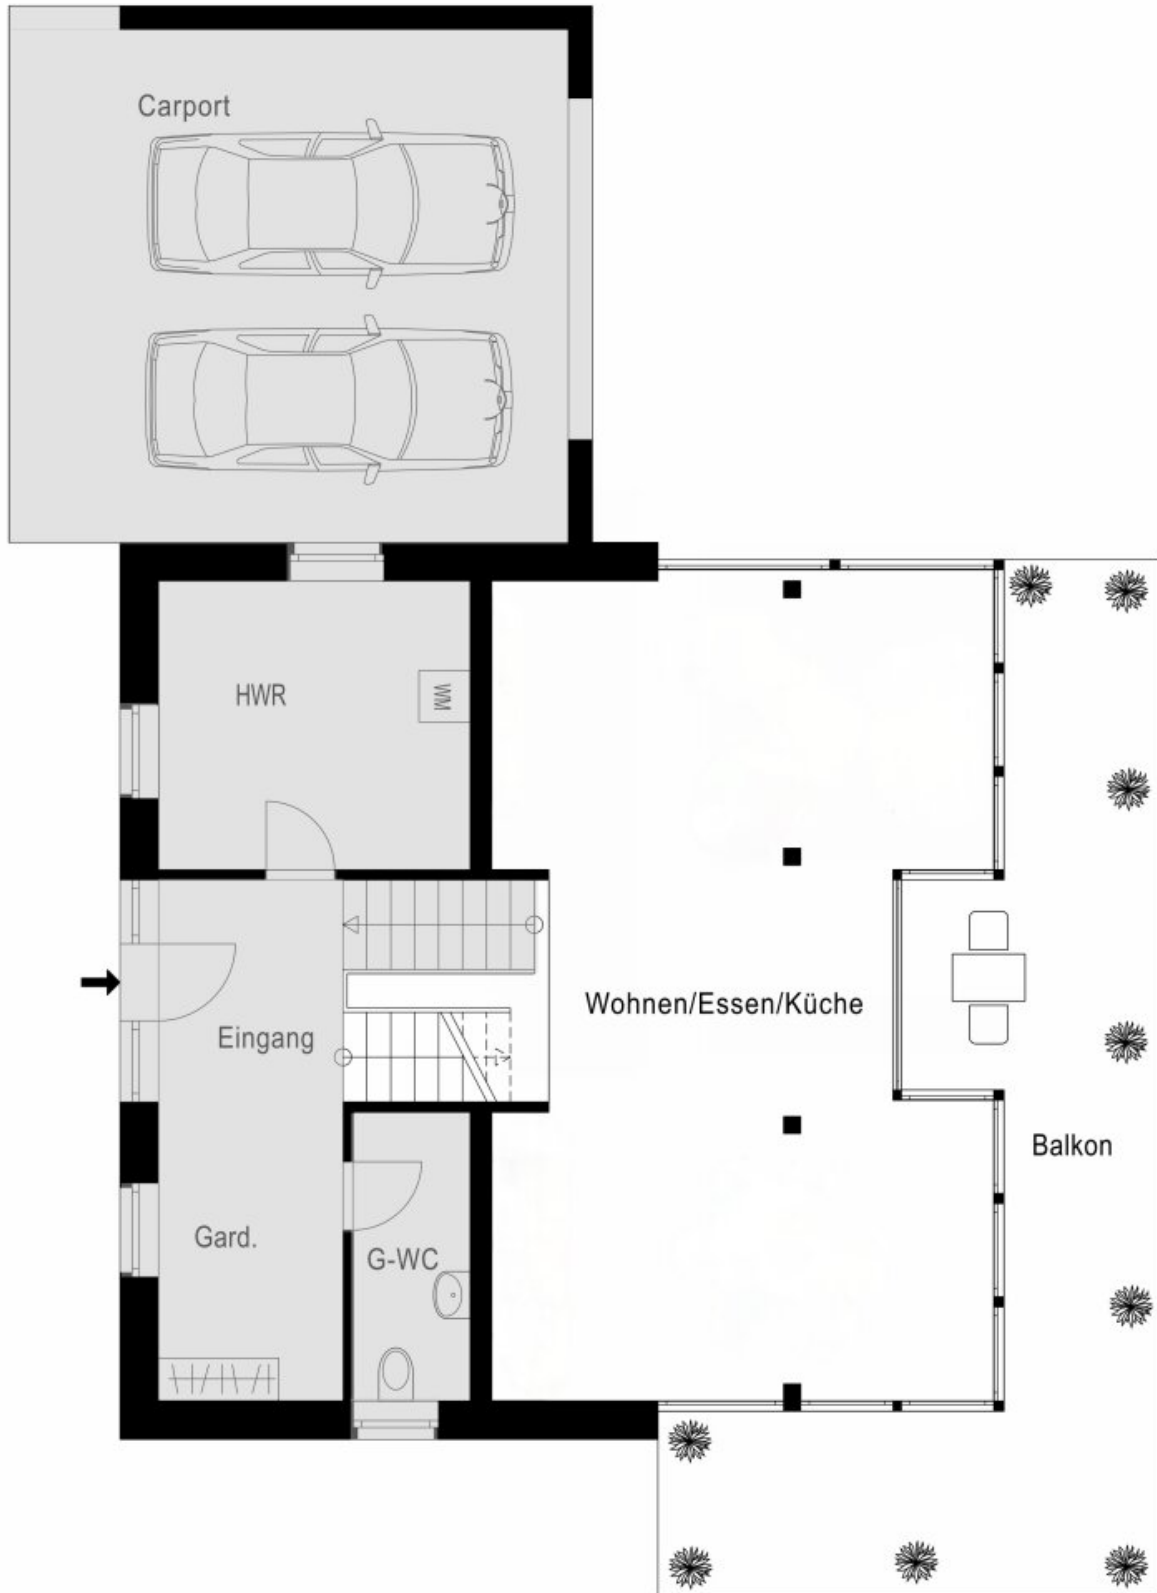 Carport
HWR
WM
Eingang
Wohnen/Essen/Küche
Balkon
Gard.
G-WC